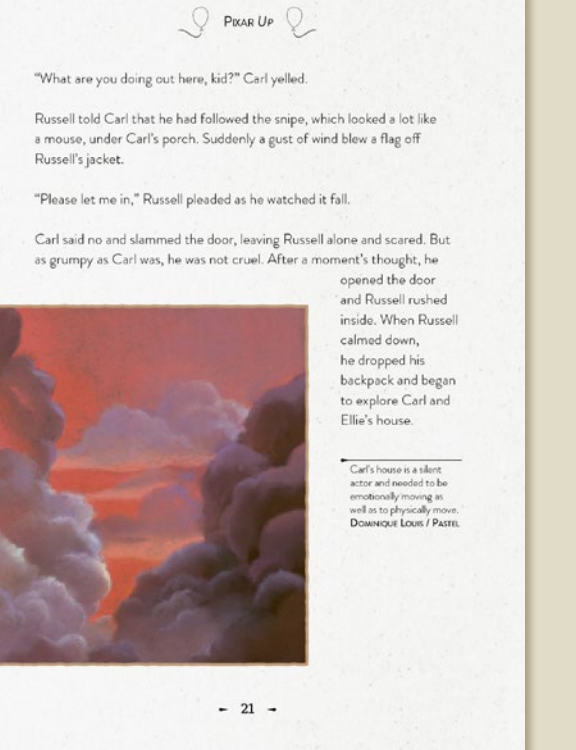 PIXAR UP
“What are you doing out here, kid?” Carl yelled.
Russell told Carl that he had followed the snipe, which looked a lot like
a mouse, under Carl’s porch. Suddenly a gust of wind blew a flag off
Russell’s jacket.
“Please let me in,” Russell pleaded as he watched it fall.
Carl said no and slammed the door, leaving Russell alone and scared. But
as grumpy as Carl was, he was not cruel. After a moment’s thought, he
opened the door
and Russell rushed
inside. When Russell
calmed down,
he dropped his
backpack and began
to explore Carl and
Ellie’s house.
Carl’s house is a silent
actor and needed to be
emotionally moving as
well as to physically move.
DOMINIQUE LOUIS / PASTEL
21